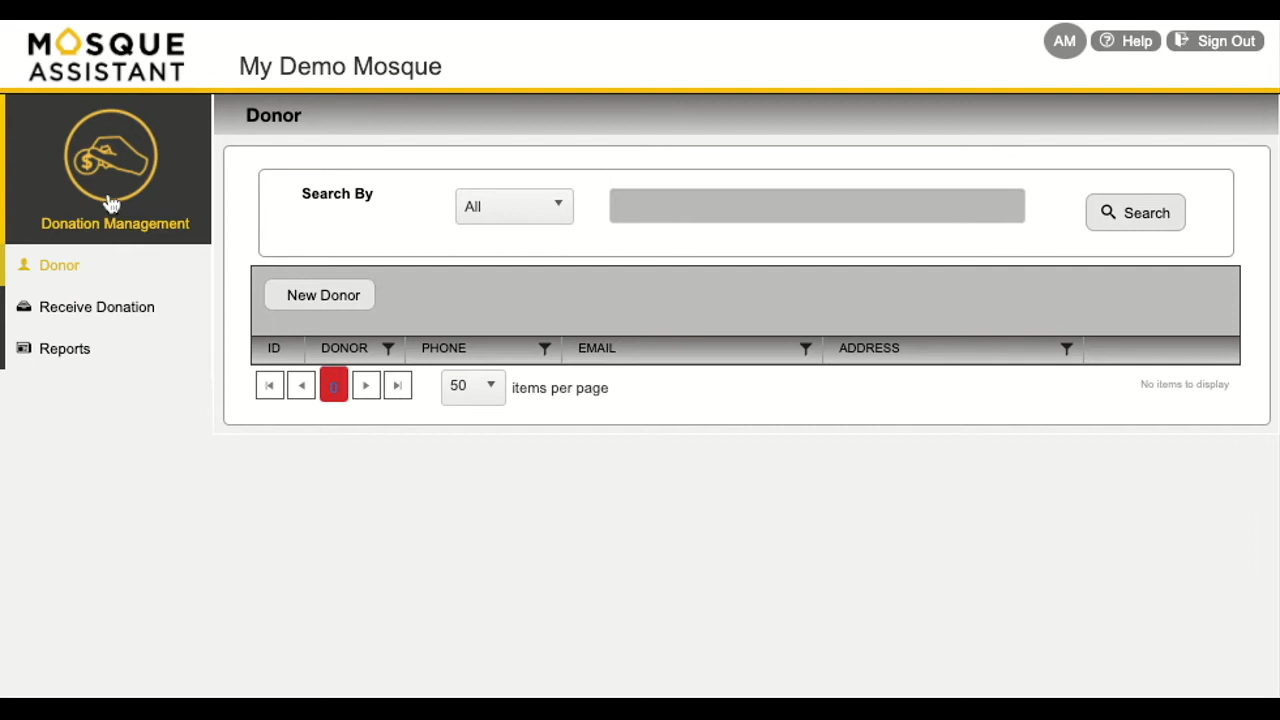 MOSQUE
ASSISTANT
My Demo Mosque
AM
Help
Sign Out
Donation Management
Donor
Receive Donation
Reports
Donor
Search By
All
Search
New Donor
ID DONOR PHONE EMAIL ADDRESS
0 50 items per page No items to display